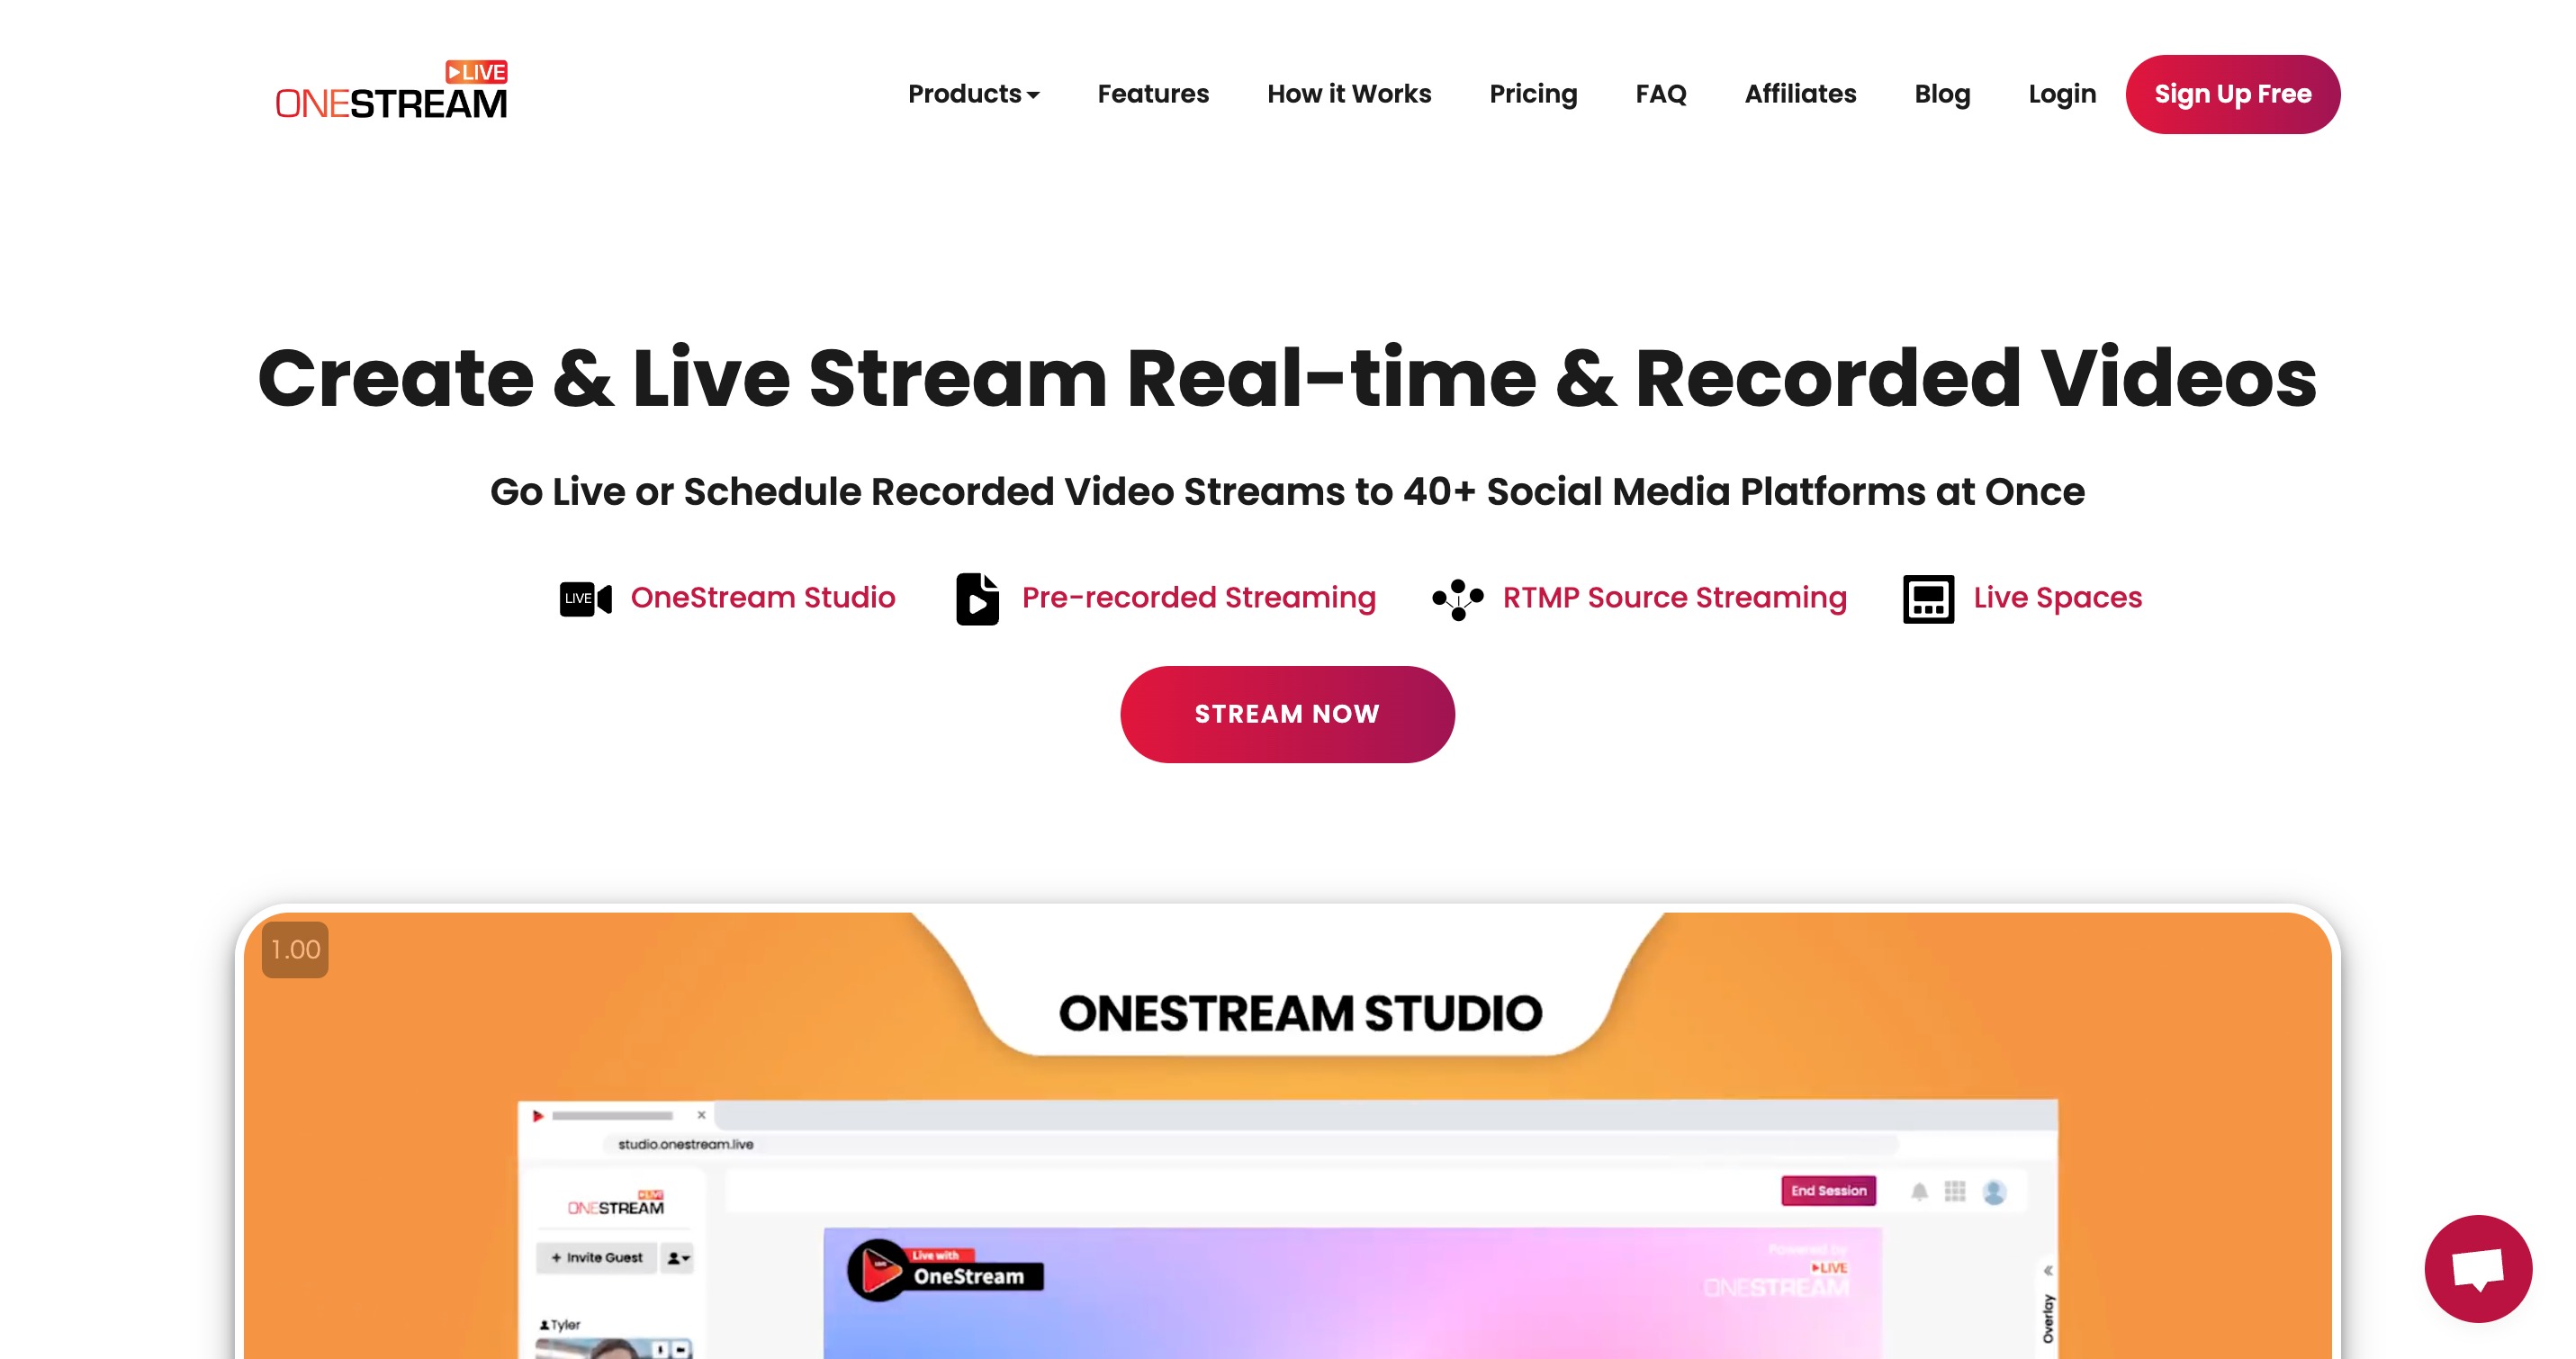 LIVE
ONESTREAM
Products Features How it Works Pricing FAQ Affiliates Blog Login Sign Up Free
Create & Live Stream Real-time & Recorded Videos
Go Live or Schedule Recorded Video Streams to 40+ Social Media Platforms at Once
LIVE OneStream Studio Pre-recorded Streaming RTMP Source Streaming Live Spaces
STREAM NOW
1.00
ONESTREAM STUDIO
studio.onestream.live
LIVE
ONESTREAM
End Session
+ Invite Guest
Live with
OneStream
Powered by
LIVE
ONESTREAM
Tyler
Overlay